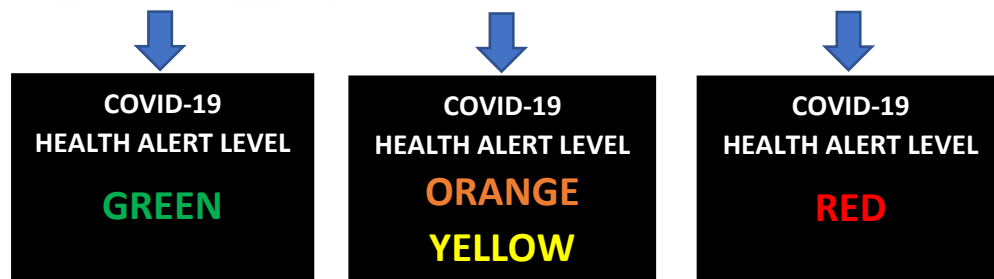 COVID-19
HEALTH ALERT LEVEL
GREEN
COVID-19
HEALTH ALERT LEVEL
ORANGE
YELLOW
COVID-19
HEALTH ALERT LEVEL
RED